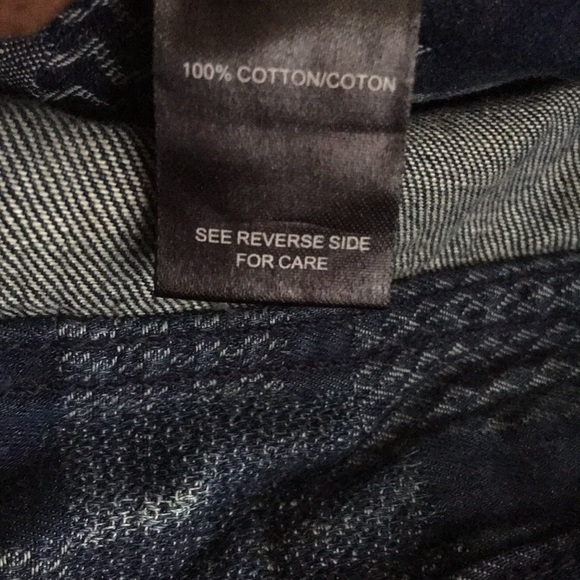 100% COTTON/COTON
SEE REVERSE SIDE
FOR CARE